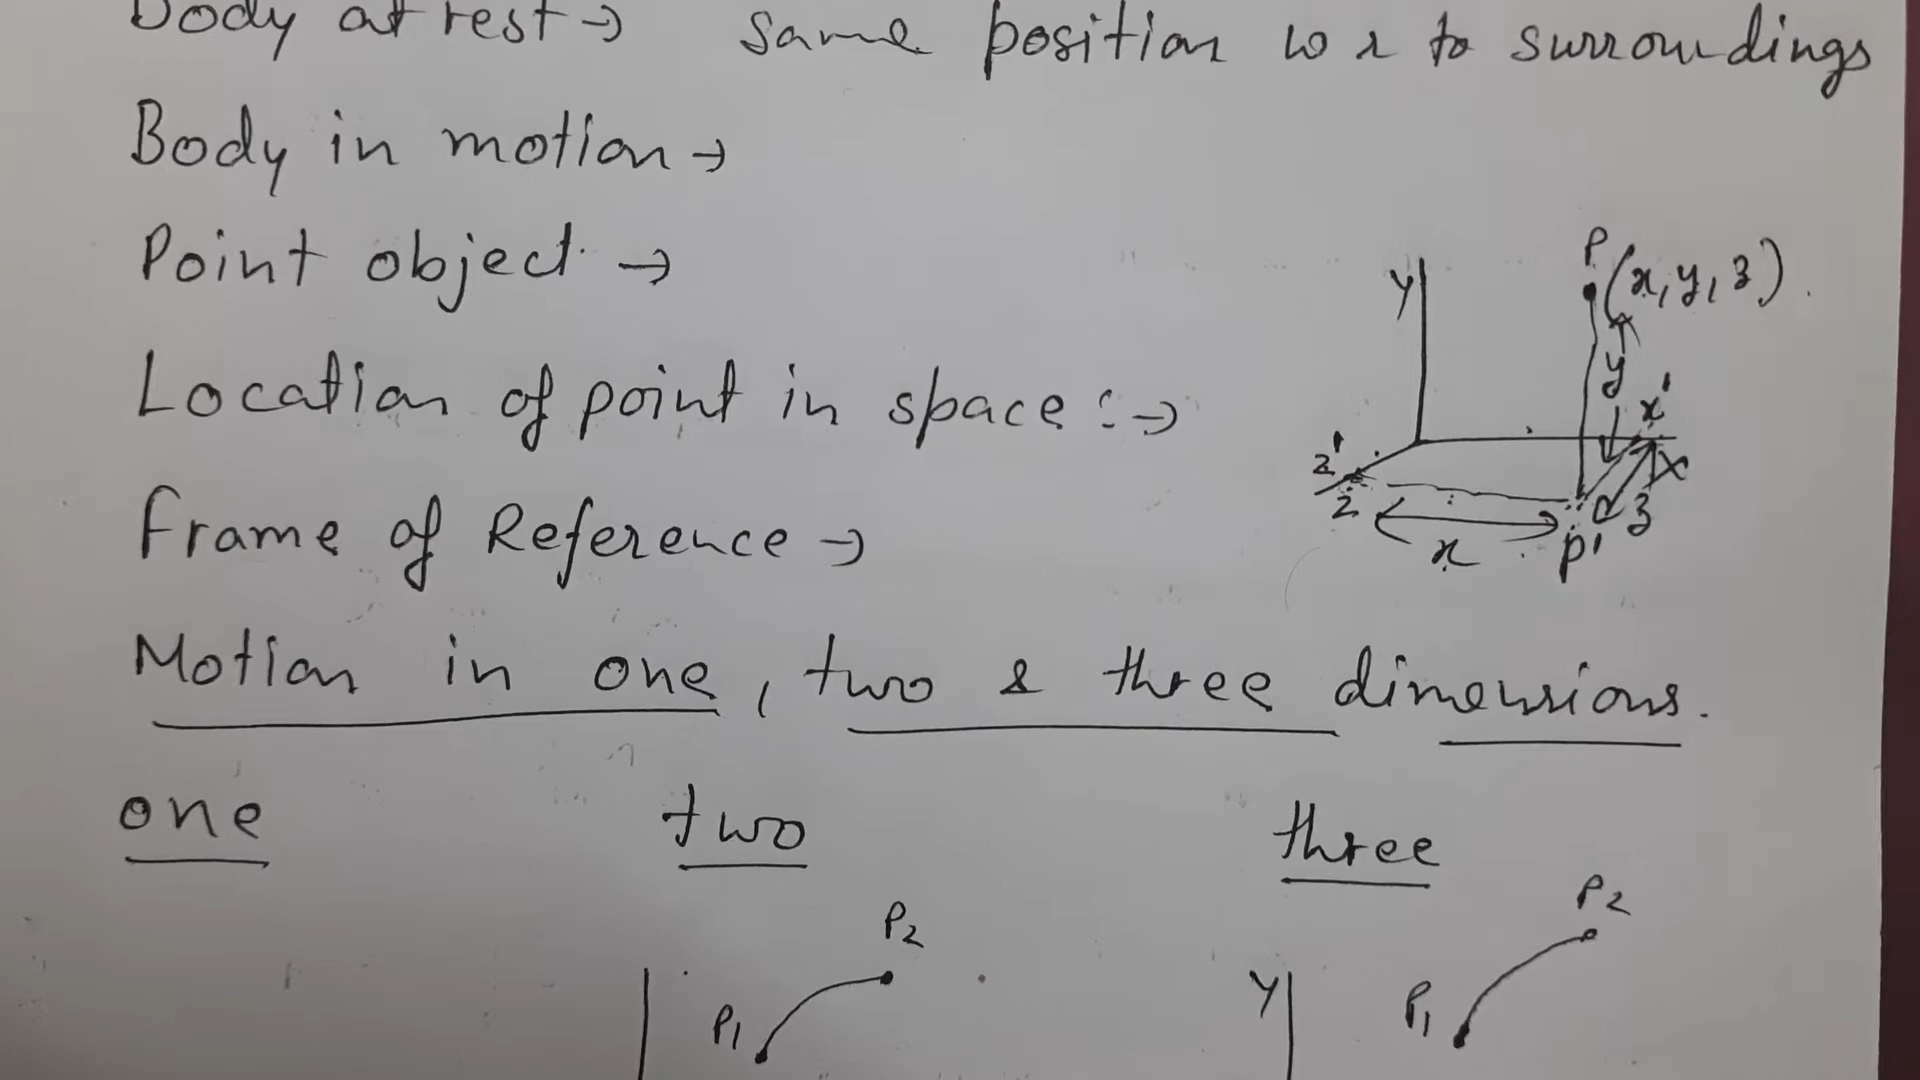 Body at rest → same position w r to surroundings
Body in motion →
Point object →
Location of point in space :→
Frame of Reference →
P
(x, y, z)
Y
y
x'
z'
X
Z
z
x
P'
Motion in one, two & three dimensions.
one two three
P2
P1
P2
Y
P1